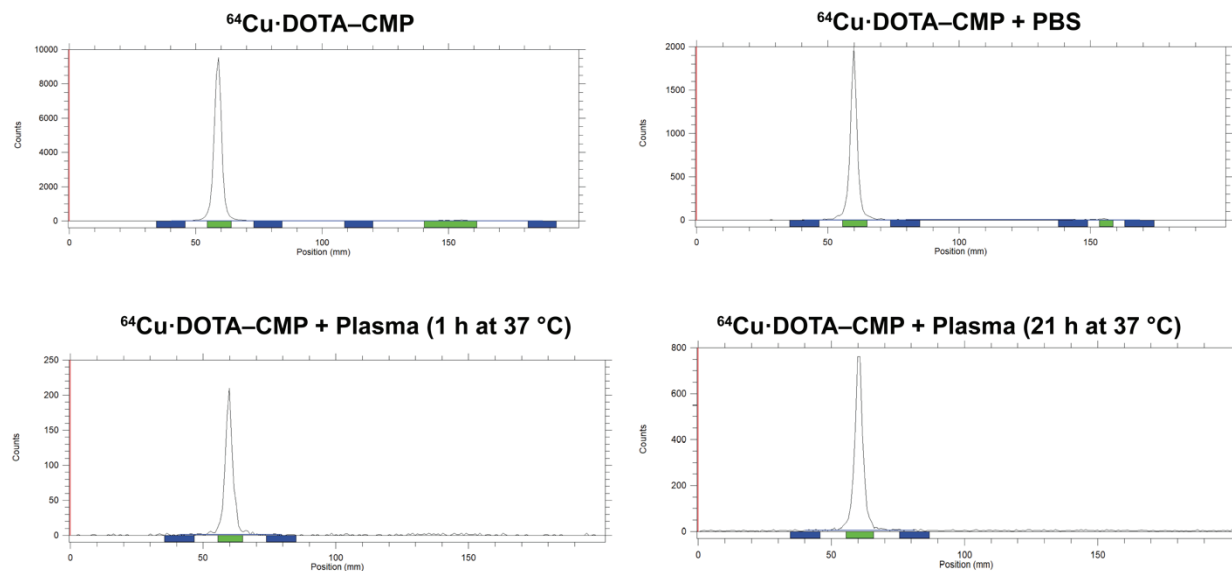 ⁶⁴Cu·DOTA–CMP
10000
8000
6000
4000
2000
0
Counts
0 50 100 150
Position (mm)
⁶⁴Cu·DOTA–CMP + PBS
2000
1500
1000
500
0
Counts
0 50 100 150
Position (mm)
⁶⁴Cu·DOTA–CMP + Plasma (1 h at 37 °C)
250
200
150
100
50
0
Counts
0 50 100 150
Position (mm)
⁶⁴Cu·DOTA–CMP + Plasma (21 h at 37 °C)
800
600
400
200
0
Counts
0 50 100 150
Position (mm)